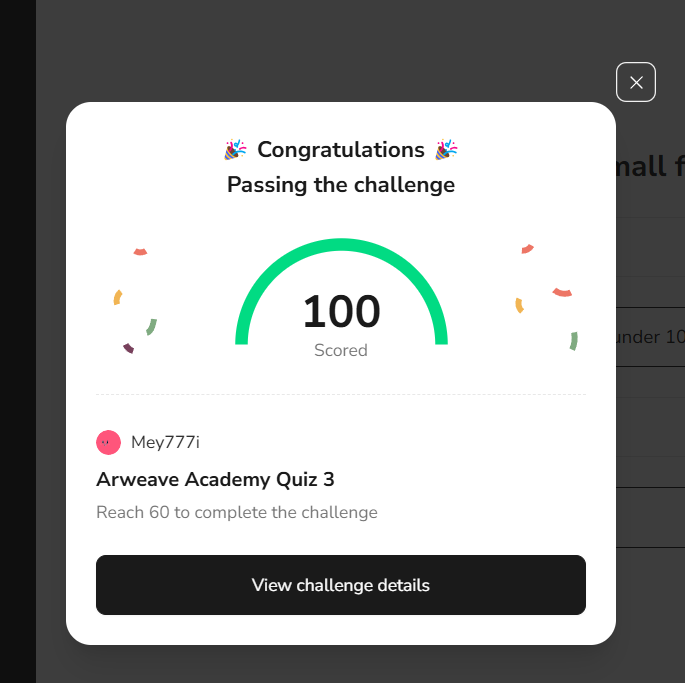 Congratulations
Passing the challenge
100
Scored
Mey777i
Arweave Academy Quiz 3
Reach 60 to complete the challenge
View challenge details
under 10